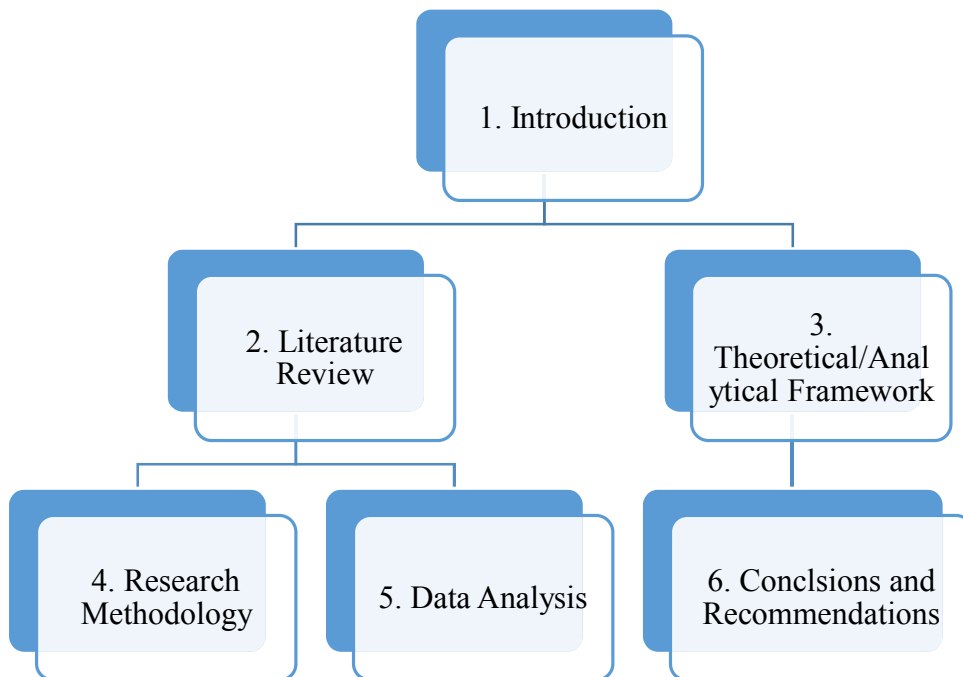 1. Introduction
2. Literature
Review
3.
Theoretical/Anal
ytical Framework
4. Research
Methodology
5. Data Analysis
6. Conclsions and
Recommendations